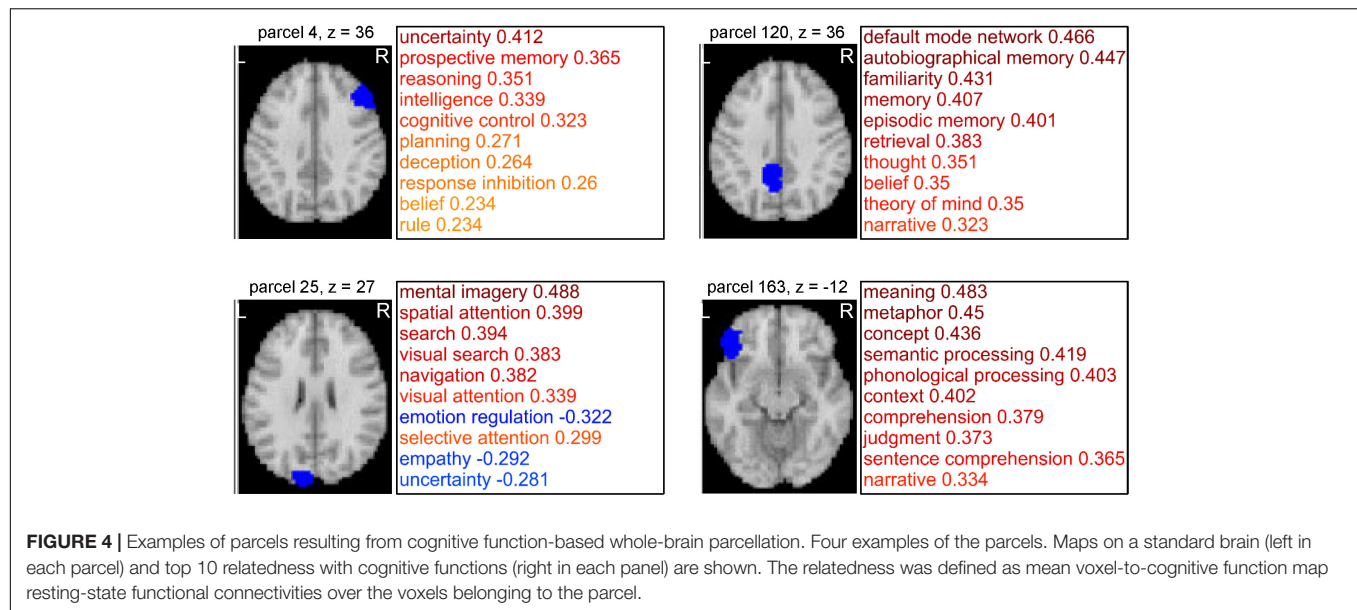 parcel 4, z = 36
L
R
uncertainty 0.412
prospective memory 0.365
reasoning 0.351
intelligence 0.339
cognitive control 0.323
planning 0.271
deception 0.264
response inhibition 0.26
belief 0.234
rule 0.234
parcel 120, z = 36
L
R
default mode network 0.466
autobiographical memory 0.447
familiarity 0.431
memory 0.407
episodic memory 0.401
retrieval 0.383
thought 0.351
belief 0.35
theory of mind 0.35
narrative 0.323
parcel 25, z = 27
L
R
mental imagery 0.488
spatial attention 0.399
search 0.394
visual search 0.383
navigation 0.382
visual attention 0.339
emotion regulation -0.322
selective attention 0.299
empathy -0.292
uncertainty -0.281
parcel 163, z = -12
L
R
meaning 0.483
metaphor 0.45
concept 0.436
semantic processing 0.419
phonological processing 0.403
context 0.402
comprehension 0.379
judgment 0.373
sentence comprehension 0.365
narrative 0.334
FIGURE 4 | Examples of parcels resulting from cognitive function-based whole-brain parcellation. Four examples of the parcels. Maps on a standard brain (left in
each parcel) and top 10 relatedness with cognitive functions (right in each panel) are shown. The relatedness was defined as mean voxel-to-cognitive function map
resting-state functional connectivities over the voxels belonging to the parcel.